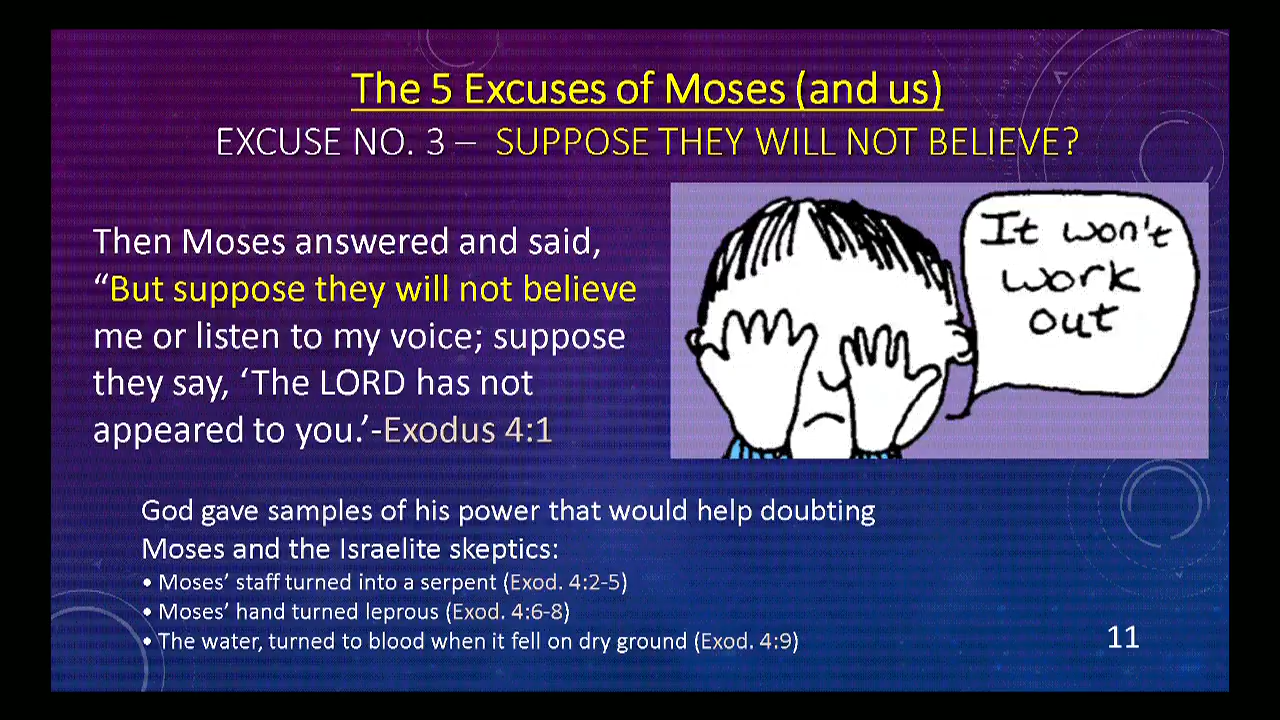 The 5 Excuses of Moses (and us)
EXCUSE NO. 3 – SUPPOSE THEY WILL NOT BELIEVE?
Then Moses answered and said,
“But suppose they will not believe
me or listen to my voice; suppose
they say, ‘The LORD has not
appeared to you.’-Exodus 4:1
It won't
work
out
God gave samples of his power that would help doubting
Moses and the Israelite skeptics:
• Moses’ staff turned into a serpent (Exod. 4:2-5)
• Moses’ hand turned leprous (Exod. 4:6-8)
• The water, turned to blood when it fell on dry ground (Exod. 4:9)
11